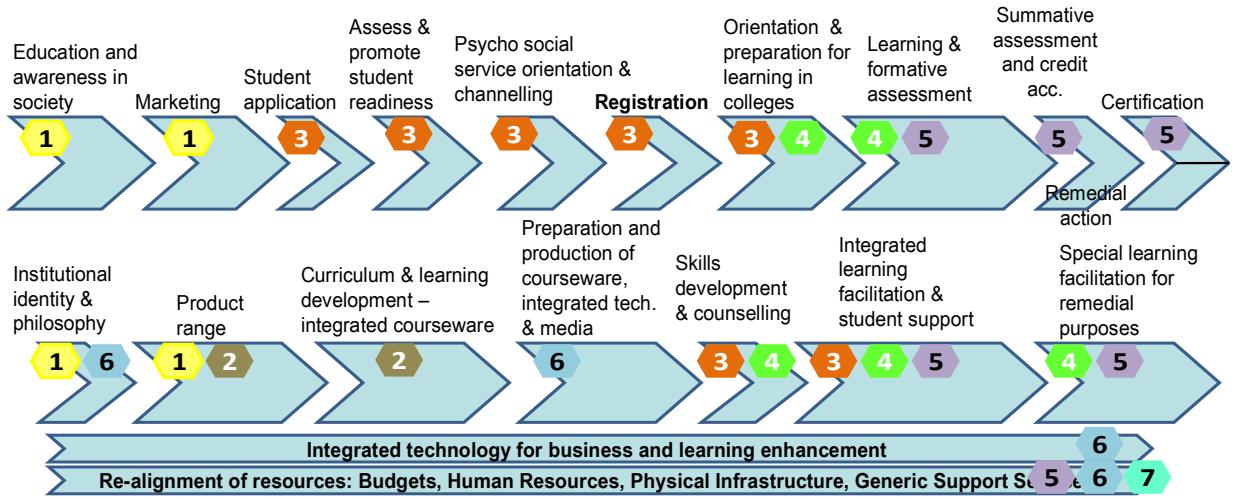 Education and
awareness in
society
Marketing
Student
application
Assess &
promote
student
readiness
Psycho social
service orientation &
channelling
Registration
Orientation &
preparation for
learning in
colleges
Learning &
formative
assessment
Summative
assessment
and credit
acc.
Certification
1
1
3
3
3
3
3 4
4 5
5
5
Remedial
action
Institutional
identity &
philosophy
Product
range
Curriculum & learning
development –
integrated courseware
Preparation and
production of
courseware,
integrated tech.
& media
Skills
development
& counselling
Integrated
learning
facilitation &
student support
Special learning
facilitation for
remedial
purposes
1 6
1 2
2
6
3 4
3 4 5
4 5
Integrated technology for business and learning enhancement
6
Re-alignment of resources: Budgets, Human Resources, Physical Infrastructure, Generic Support
5 6 7